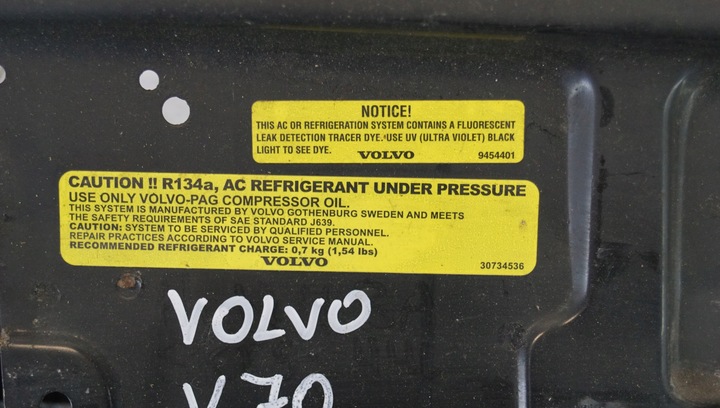 NOTICE!
THIS AC OR REFRIGERATION SYSTEM CONTAINS A FLUORESCENT
LEAK DETECTION TRACER DYE. USE UV (ULTRA VIOLET) BLACK
LIGHT TO SEE DYE. VOLVO 9454401
CAUTION !! R134a, AC REFRIGERANT UNDER PRESSURE
USE ONLY VOLVO-PAG COMPRESSOR OIL.
THIS SYSTEM IS MANUFACTURED BY VOLVO GOTHENBURG SWEDEN AND MEETS
THE SAFETY REQUIREMENTS OF SAE STANDARD J639.
CAUTION: SYSTEM TO BE SERVICED BY QUALIFIED PERSONNEL.
REPAIR PRACTICES ACCORDING TO VOLVO SERVICE MANUAL.
RECOMMENDED REFRIGERANT CHARGE: 0,7 kg (1,54 lbs)
VOLVO 30734536
VOLVO
V70